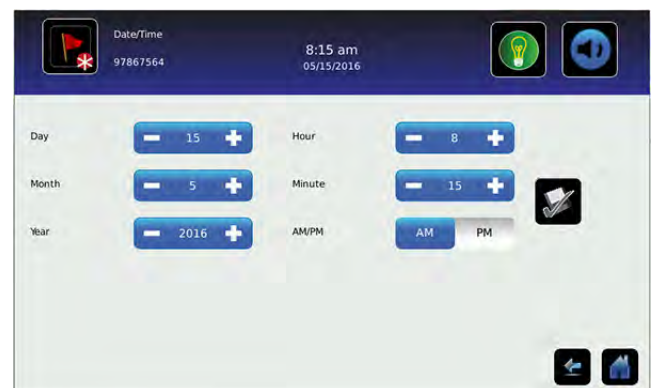 Date/Time
97867564
8:15 am
05/15/2016
Day
15
Hour
8
Month
5
Minute
15
Year
2016
AM/PM
AM
PM